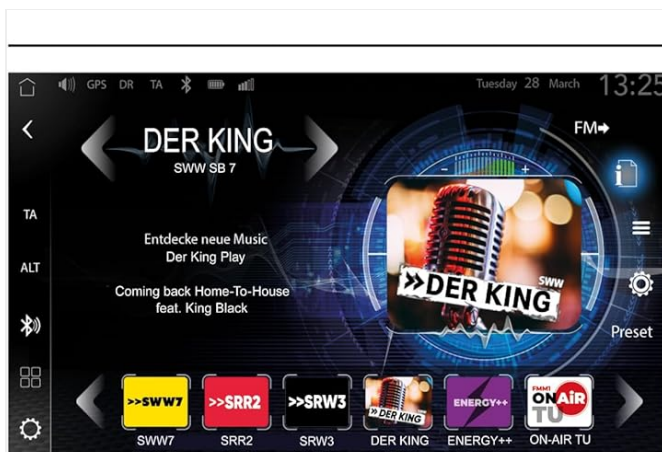 GPS DR TA Tuesday 28 March 13:25
DER KING
SWW SB 7
FM
TA
ALT
Entdecke neue Music
Der King Play
Coming back Home-To-House
feat. King Black
SWW
»DER KING
Preset
>>SWW7 >>SRR2 >>SRW3 »DER KING ENERGY++ FMM1 ON AiR TU
SWW7 SRR2 SRW3 DER KING ENERGY++ ON-AIR TU